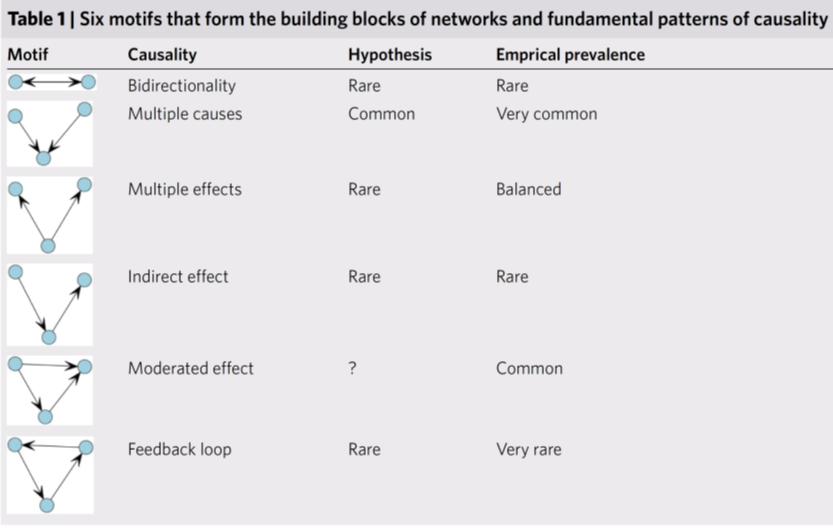 Table 1 | Six motifs that form the building blocks of networks and fundamental patterns of causality
Motif Causality Hypothesis Emprical prevalence
Bidirectionality Rare Rare
Multiple causes Common Very common
Multiple effects Rare Balanced
Indirect effect Rare Rare
Moderated effect ? Common
Feedback loop Rare Very rare